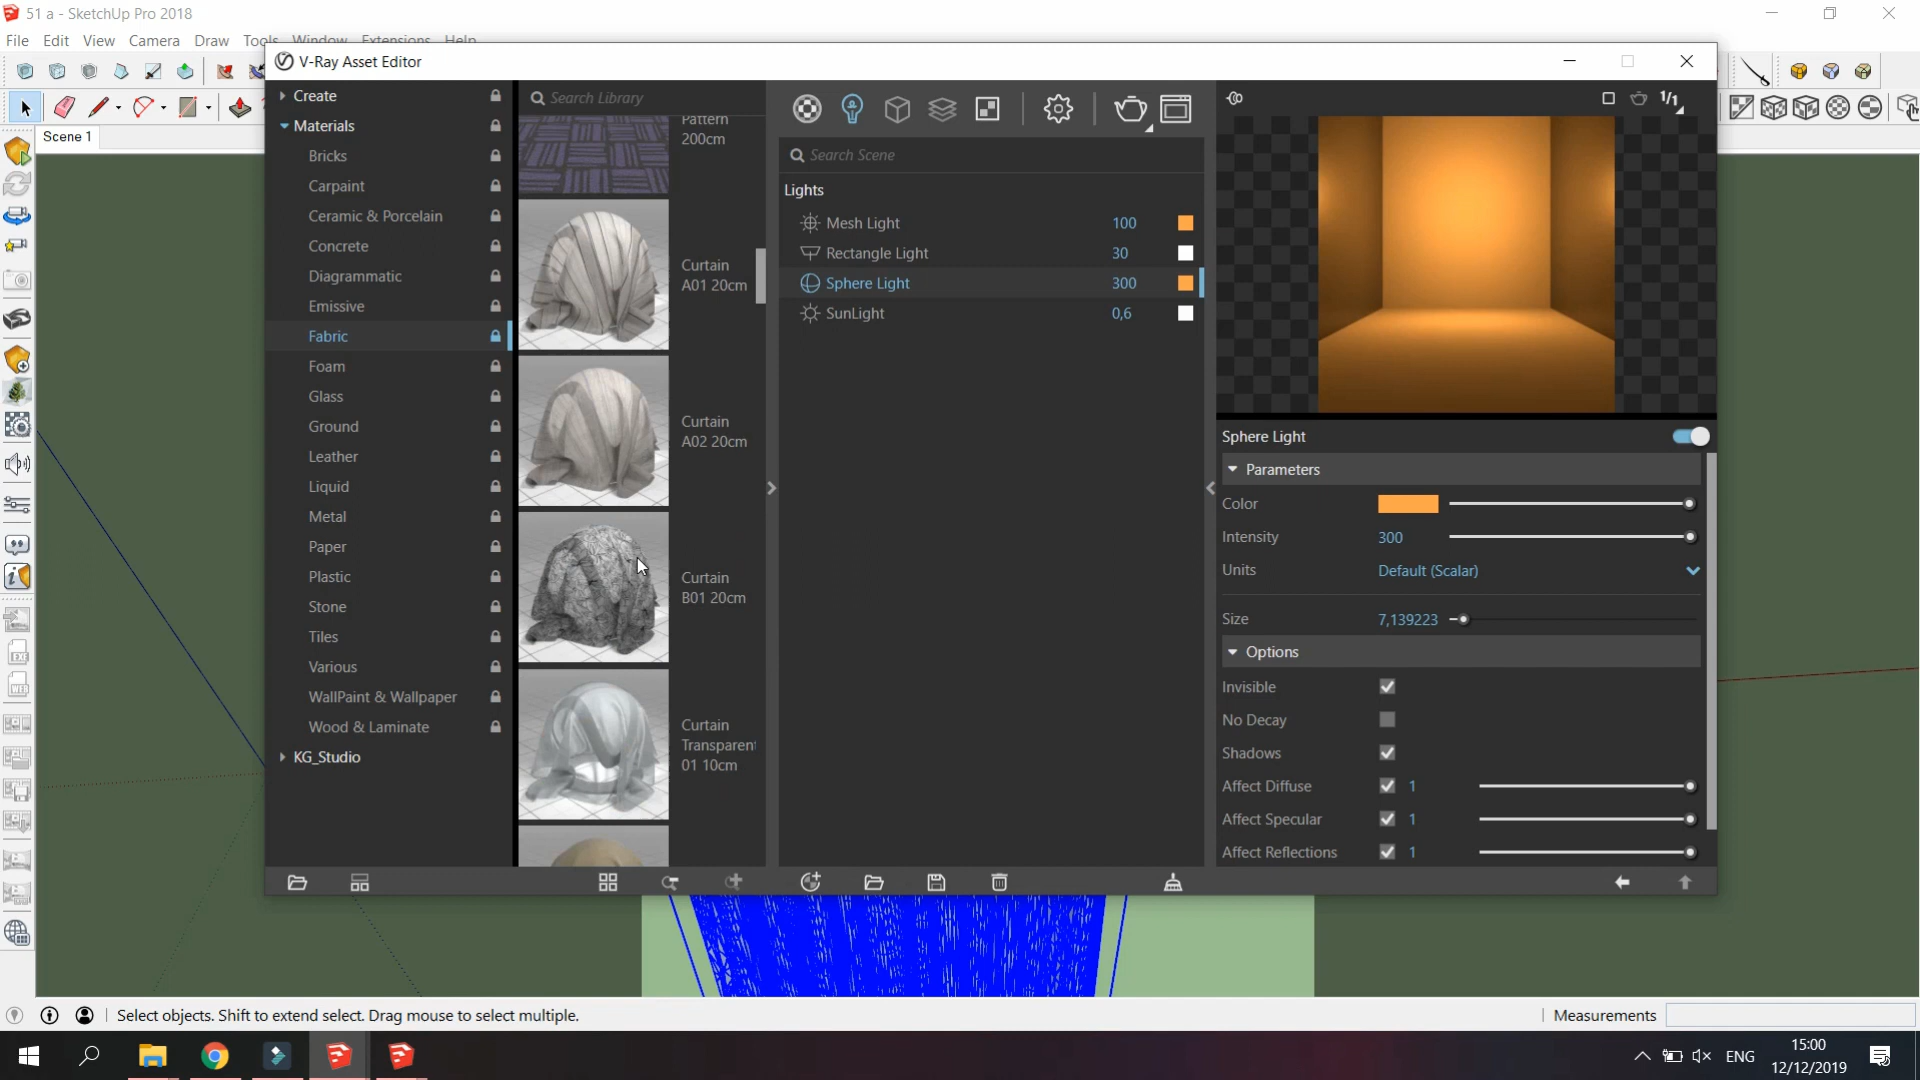 51 a - SketchUp Pro 2018
File Edit View Camera Draw Tools Window Extensions Help
V-Ray Asset Editor
Scene 1
Create
Materials
Bricks
Carpaint
Ceramic & Porcelain
Concrete
Diagrammatic
Emissive
Fabric
Foam
Glass
Ground
Leather
Liquid
Metal
Paper
Plastic
Stone
Tiles
Various
WallPaint & Wallpaper
Wood & Laminate
KG_Studio
Search Library
Pattern
200cm
Curtain
A01 20cm
Curtain
A02 20cm
Curtain
B01 20cm
Curtain
Transparent
01 10cm
Search Scene
Lights
Mesh Light 100
Rectangle Light 30
Sphere Light 300
SunLight 0,6
1/1
Sphere Light
Parameters
Color
Intensity 300
Units Default (Scalar)
Size 7,139223
Options
Invisible
No Decay
Shadows
Affect Diffuse 1
Affect Specular 1
Affect Reflections 1
Select objects. Shift to extend select. Drag mouse to select multiple.
Measurements
ENG
15:00
12/12/2019